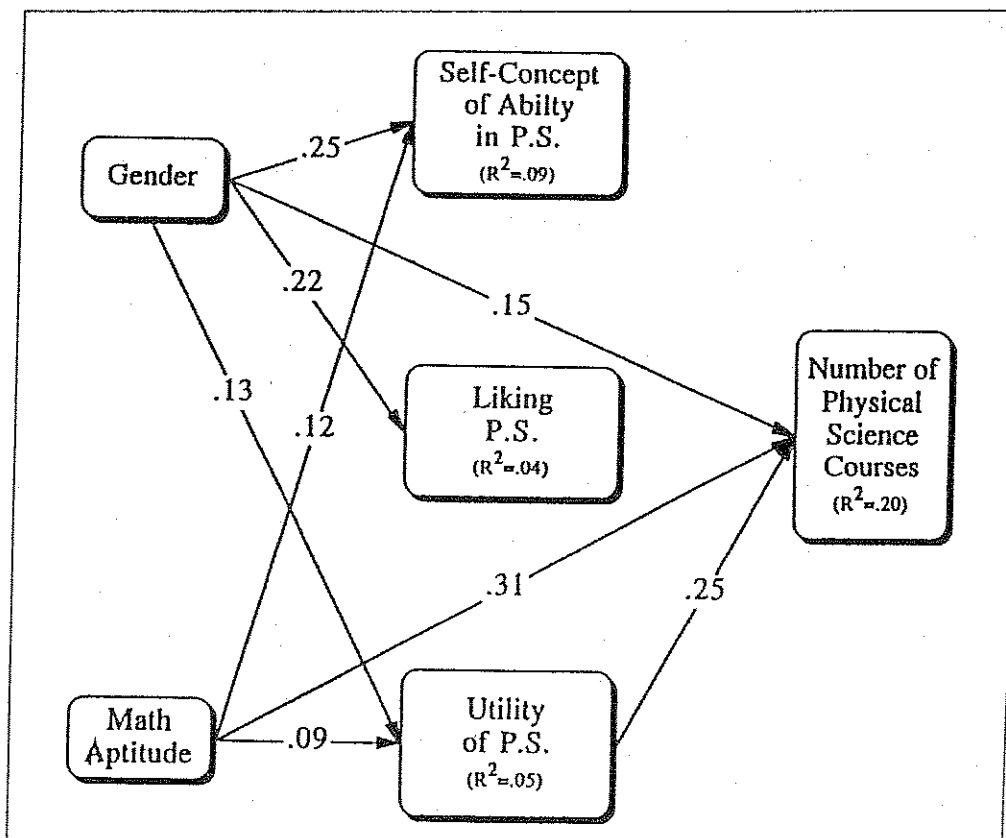 Self-Concept
of Abilty
in P.S.
(R²=.09)
Gender
.25
.22
.15
.13
.12
Liking
P.S.
(R²=.04)
Number of
Physical
Science
Courses
(R²=.20)
.31
.25
Math
Aptitude
.09
Utility
of P.S.
(R²=.05)